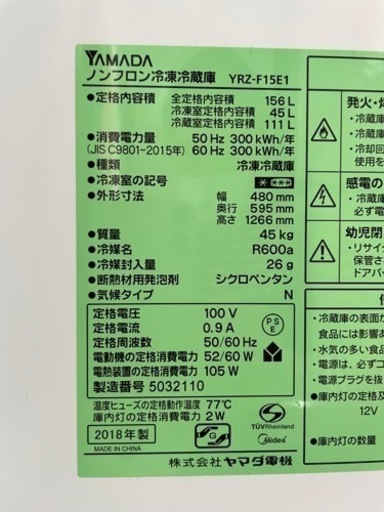 YAMADA
ノンフロン冷凍冷蔵庫 YRZ-F15E1
●定格内容積 全定格内容積 156 L
冷凍室定格内容積 45 L
冷蔵室定格内容積 111 L
●消費電力量 50 Hz 300 kWh/年
(JIS C9801-2015年) 60 Hz 300 kWh/年
●種類 冷凍冷蔵庫
●冷凍室の記号
●外形寸法 幅 480 mm
奥行 595 mm
高さ 1266 mm
●質量 45 kg
●冷媒名 R600a
●冷媒封入量 26 g
●断熱材用発泡剤 シクロペンタン
●気候タイプ N
定格電圧 100 V
定格電流 0.9 A
定格周波数 50/60 Hz
電動機の定格消費電力 52/60 W
電熱装置の定格消費電力 105 W
製造番号 5032110
PSE
温度ヒューズの定格動作温度 77℃
庫内灯の定格消費電力 2 W
2018年製
MADE IN CHINA
G
TÜVRheinland
Midea
株式会社 ヤマダ電機
発火・
・冷蔵庫
・冷却回
感電の
必ず電
幼児閉
・リサイ
保管さ
ドアパ
・冷蔵庫の表面か
食品には影響あ
・水気の多い食品
・電源は、必ずコ
電源プラグを抜
・庫内灯の定格及
12V
・庫内灯の数量